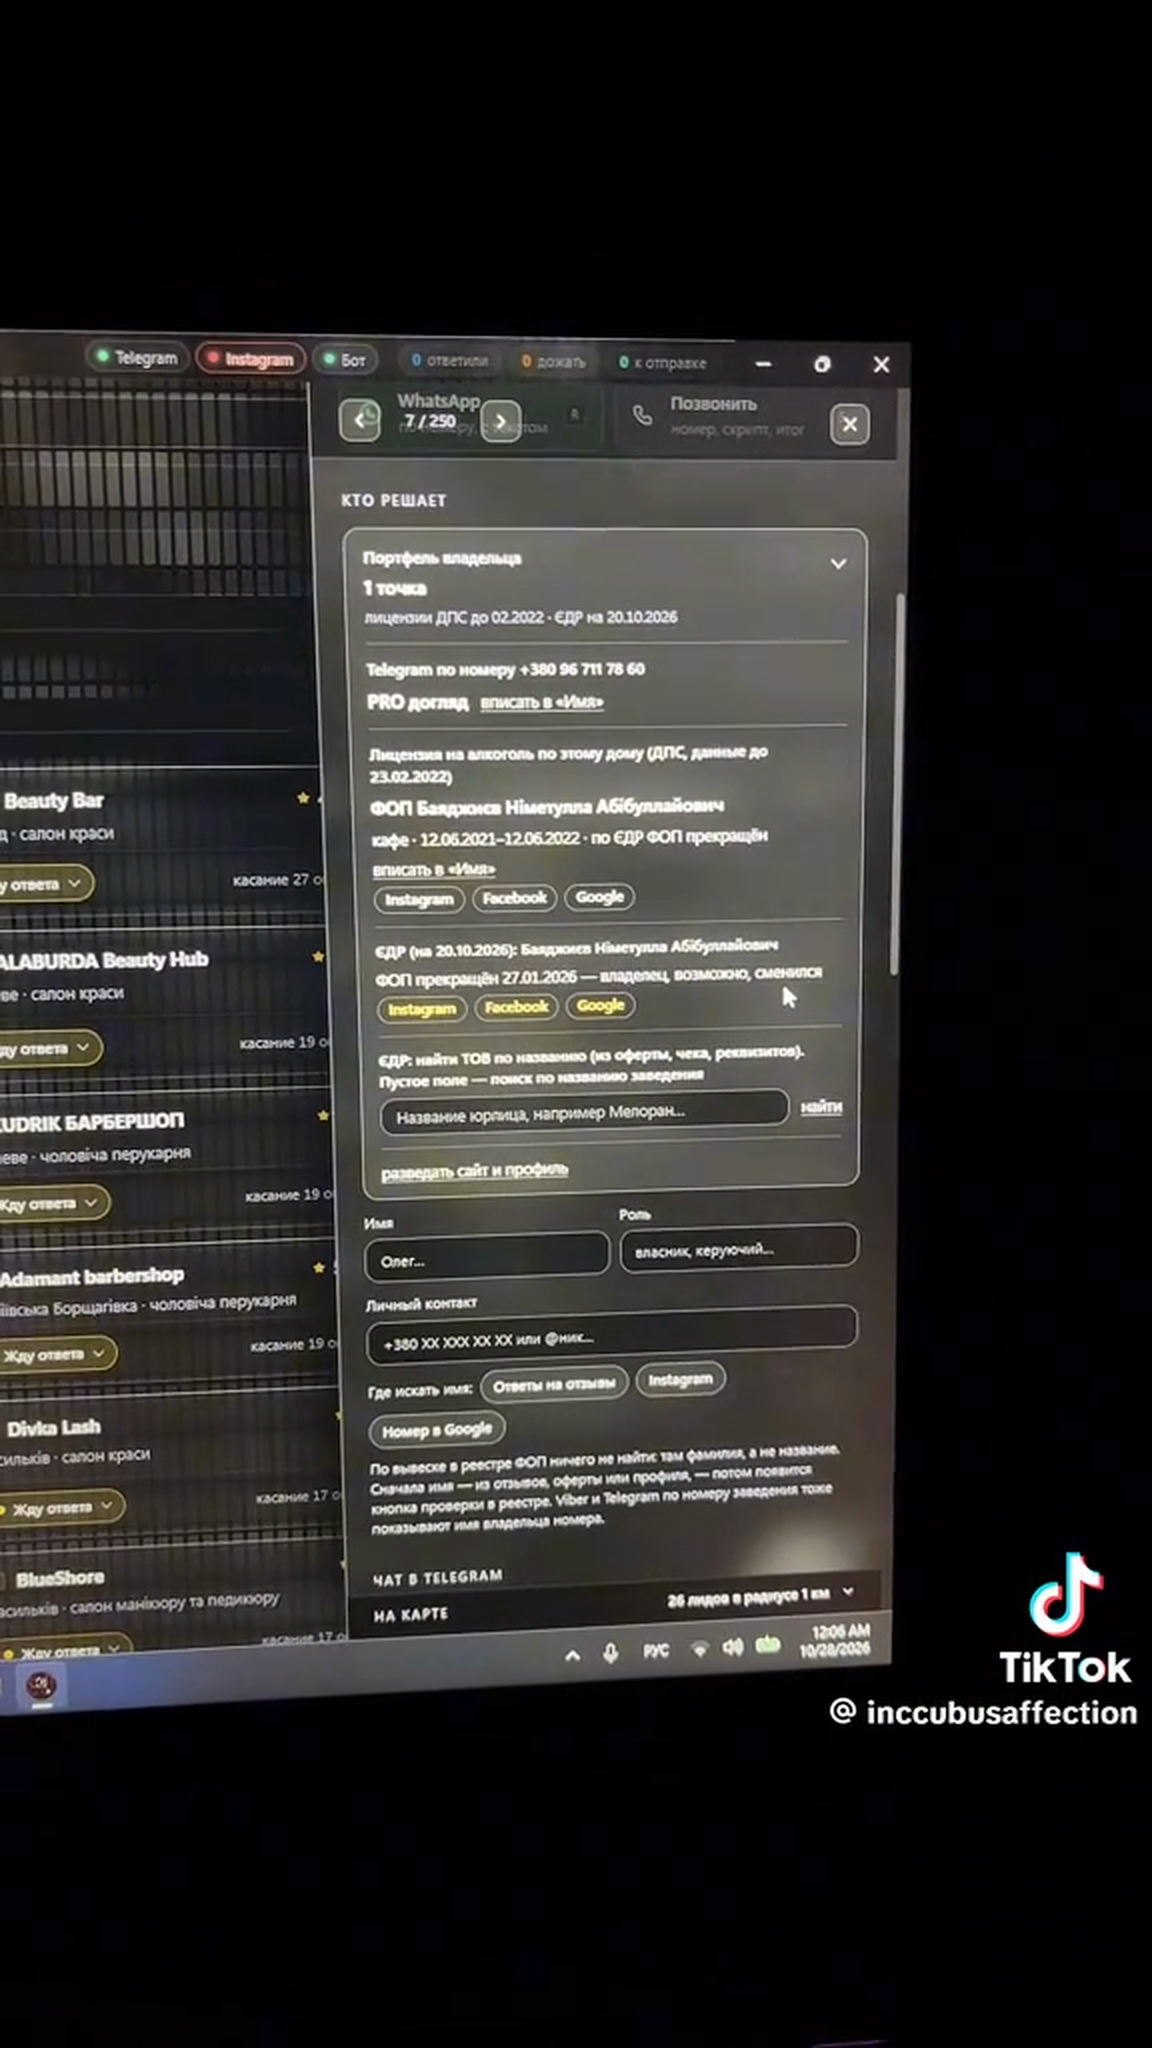 Telegram
Instagram
Бот
0 ответили
0 дожать
0 к отправке
WhatsApp
7 / 250
R
Позвонить
номер, скрипт, итог
КТО РЕШАЕТ
Портфель владельца
1 точка
лицензии ДПС до 02.2022 · ЄДР на 20.10.2026
Telegram по номеру +380 96 711 78 60
PRO догляд вписать в «Имя»
Лицензия на алкоголь по этому дому (ДПС, данные до
23.02.2022)
ФОП Баяджиєв Німетулла Абібуллайович
кафе · 12.06.2021–12.06.2022 · по ЄДР ФОП прекращён
вписать в «Имя»
Instagram Facebook Google
ЄДР (на 20.10.2026): Баяджиєв Німетулла Абібуллайович
ФОП прекращён 27.01.2026 — владелец, возможно, сменился
Instagram Facebook Google
ЄДР: найти ТОВ по названию (из оферты, чека, реквизитов).
Пустое поле — поиск по названию заведения
Название юрлица, например Мелоран... найти
разведать сайт и профиль
Имя
Роль
Олег...
власник, керуючий...
Личный контакт
+380 XX XXX XX XX или @ник...
Где искать имя: Ответы на отзывы Instagram
Номер в Google
По вывеске в реестре ФОП ничего не найти: там фамилия, а не название.
Сначала имя — из отзывов, оферты или профиля, — потом появится
кнопка проверки в реестре. Viber и Telegram по номеру заведения тоже
показывают имя владельца номера.
ЧАТ В TELEGRAM
НА КАРТЕ
26 лидов в радиусе 1 км
Beauty Bar
салон краси
ответа
касание 27
ALABURDA Beauty Hub
салон краси
ответа
касание 19
БАРБЕРШОП
чоловіча перукарня
Жду ответа
касание 19
Adamant barbershop
Борщагівка · чоловіча перукарня
Жду ответа
касание 19
Divka Lash
салон краси
Жду ответа
касание 17
BlueShore
салон манікюру та педикюру
Жду ответа
касание 17
РУС
12:06 AM
10/28/2026
TikTok
@ inccubusaffection